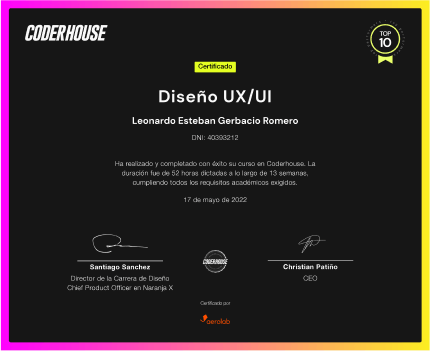 CODERHOUSE
TOP
10
Certificado
Diseño UX/UI
Leonardo Esteban Gerbacio Romero
DNI: 40393212
Ha realizado y completado con éxito su curso en Coderhouse. La
duración fue de 52 horas dictadas a lo largo de 13 semanas,
cumpliendo todos los requisitos académicos exigidos.
17 de mayo de 2022
CODERHOUSE
Santiago Sanchez
Director de la Carrera de Diseño
Chief Product Officer en Naranja X
Christian Patiño
CEO
Certificado por
aerolab